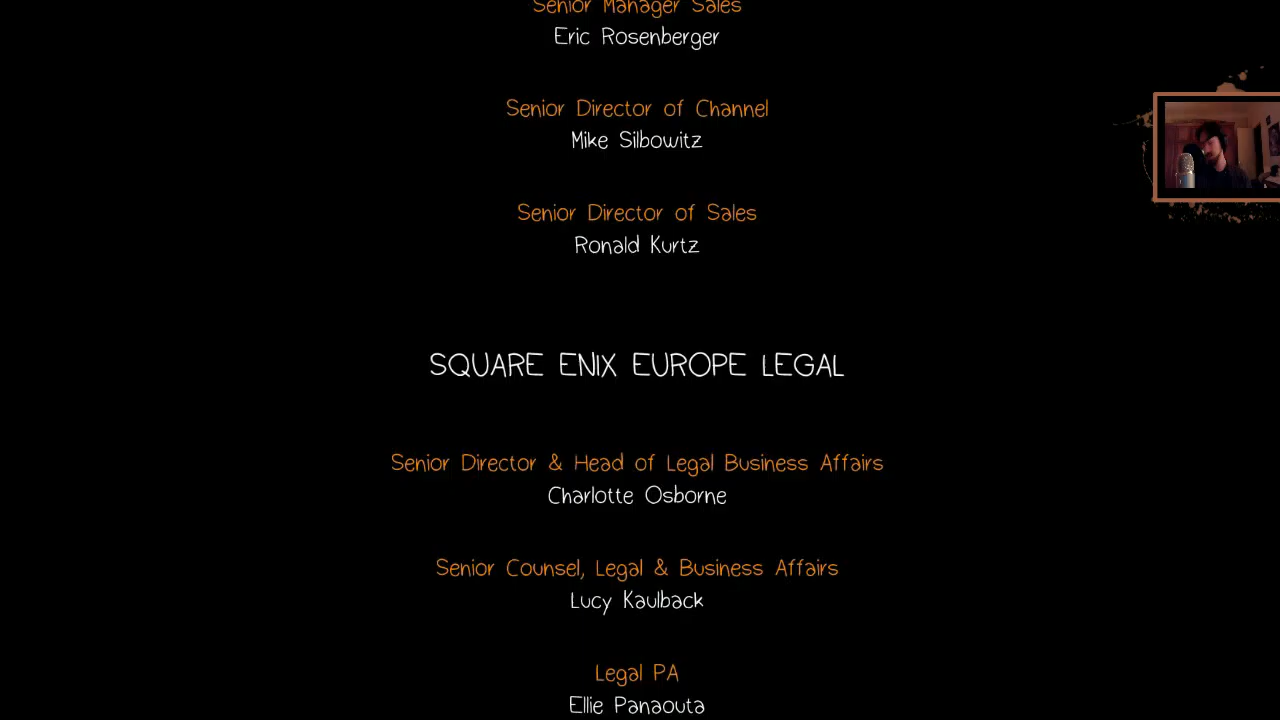 Senior Manager Sales
Eric Rosenberger
Senior Director of Channel
Mike Silbowitz
Senior Director of Sales
Ronald Kurtz
SQUARE ENIX EUROPE LEGAL
Senior Director & Head of Legal Business Affairs
Charlotte Osborne
Senior Counsel, Legal & Business Affairs
Lucy Kaulback
Legal PA
Ellie Panaouta